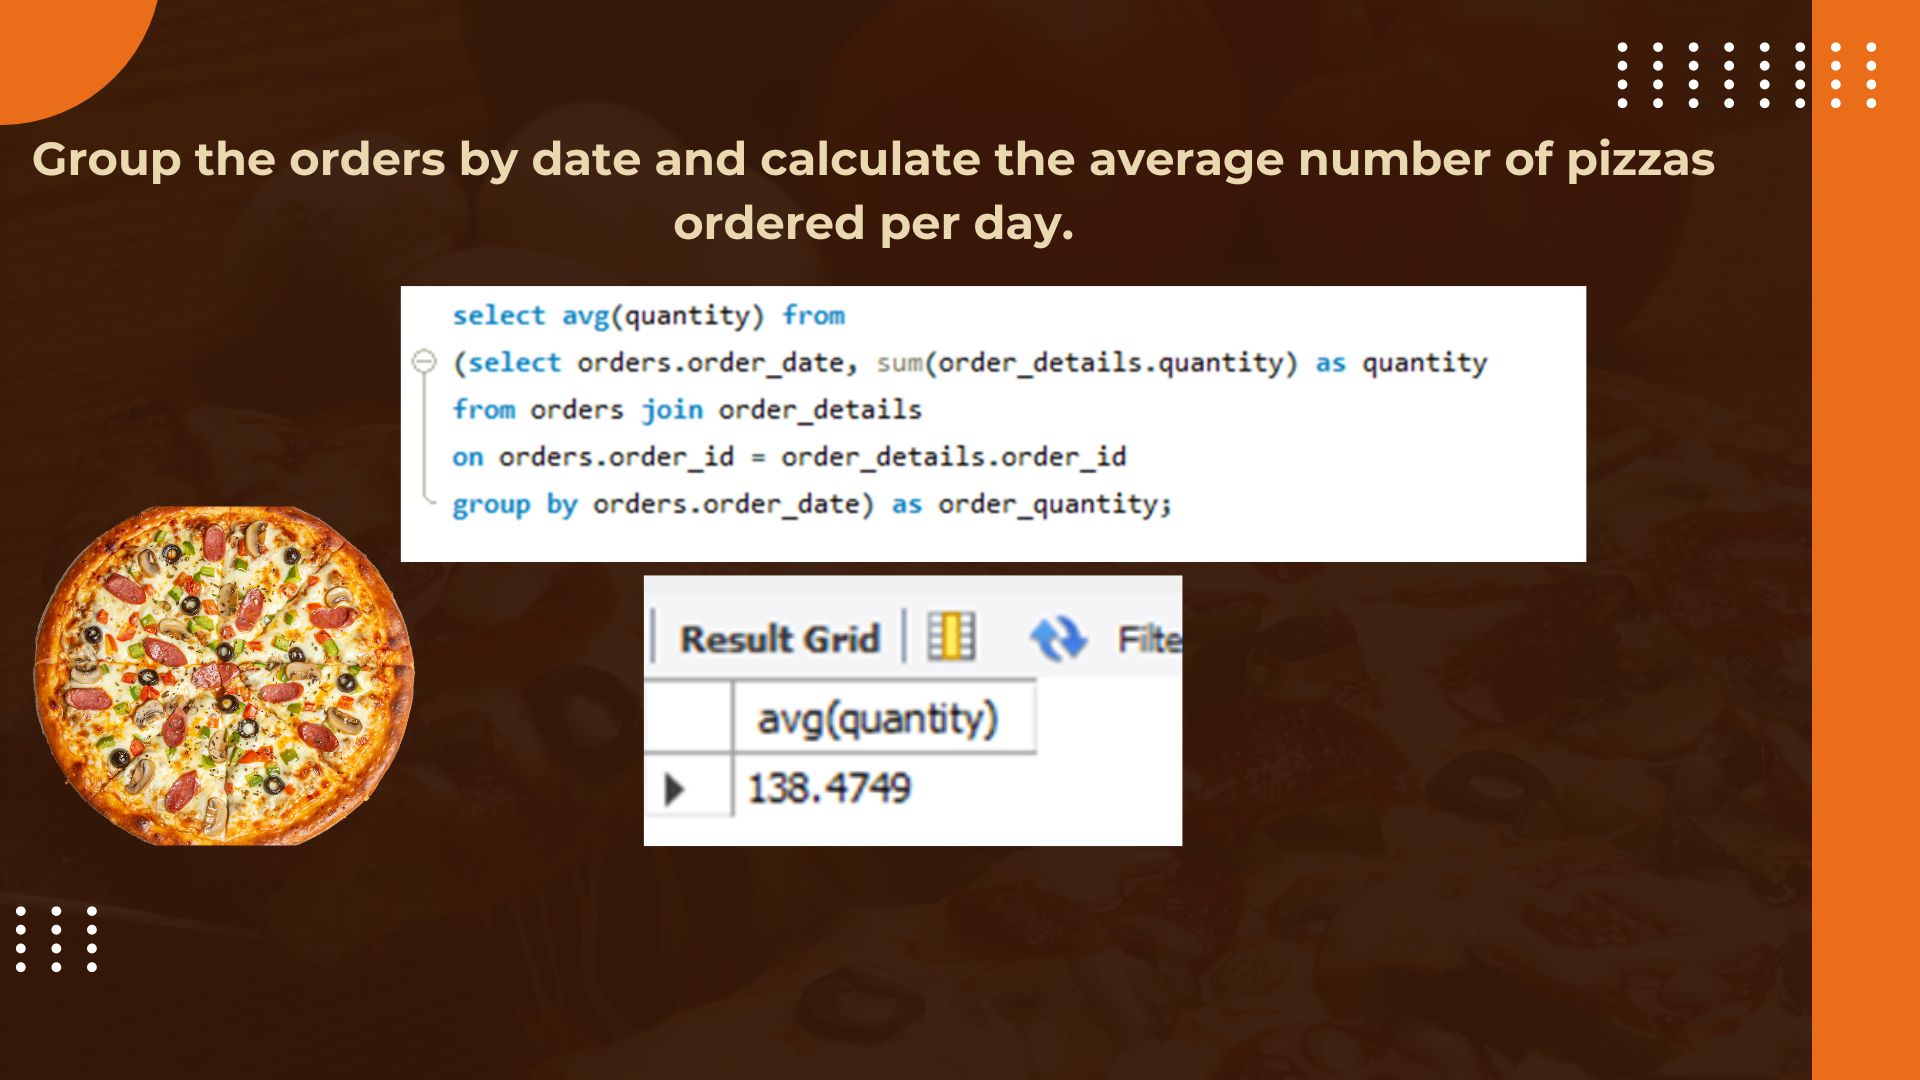 Group the orders by date and calculate the average number of pizzas
ordered per day.
select avg(quantity) from
(select orders.order_date, sum(order_details.quantity) as quantity
from orders join order_details
on orders.order_id = order_details.order_id
group by orders.order_date) as order_quantity;
Result Grid Filte
avg(quantity)
138.4749